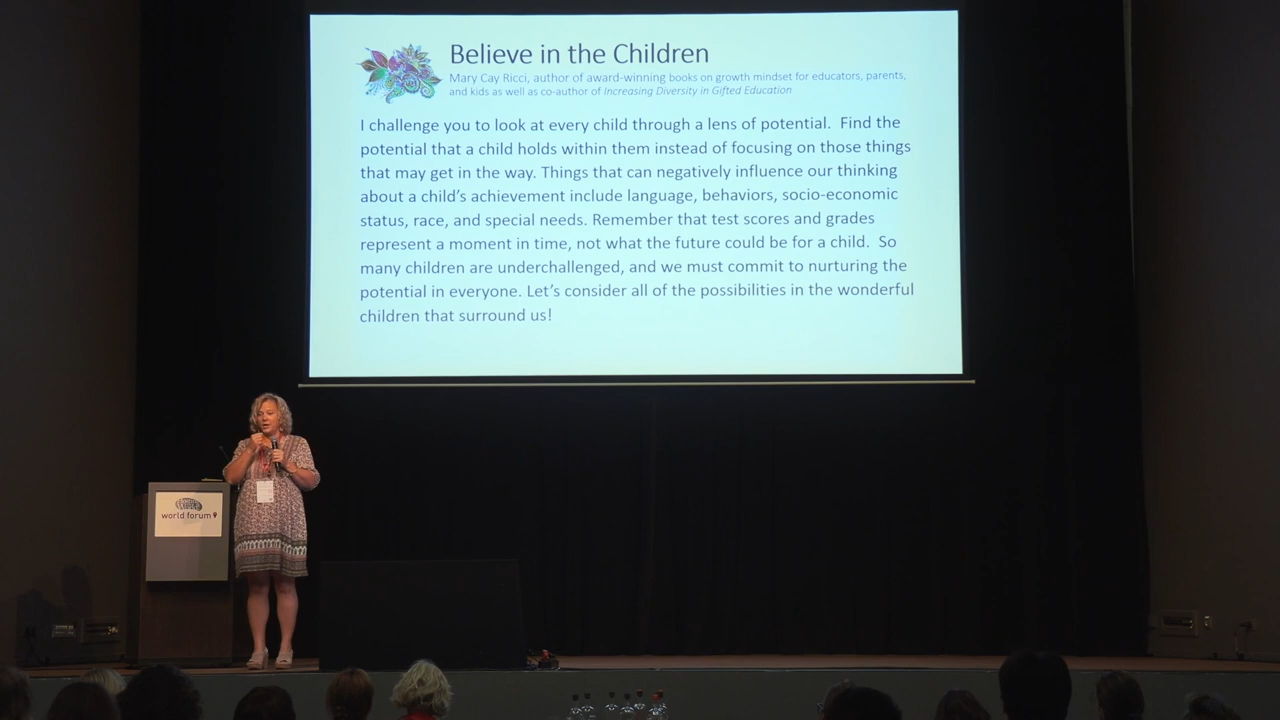 Believe in the Children
Mary Cay Ricci, author of award-winning books on growth mindset for educators, parents,
and kids as well as co-author of Increasing Diversity in Gifted Education
I challenge you to look at every child through a lens of potential.  Find the
potential that a child holds within them instead of focusing on those things
that may get in the way. Things that can negatively influence our thinking
about a child's achievement include language, behaviors, socio-economic
status, race, and special needs. Remember that test scores and grades
represent a moment in time, not what the future could be for a child.  So
many children are underchallenged, and we must commit to nurturing the
potential in everyone. Let's consider all of the possibilities in the wonderful
children that surround us!
world forum